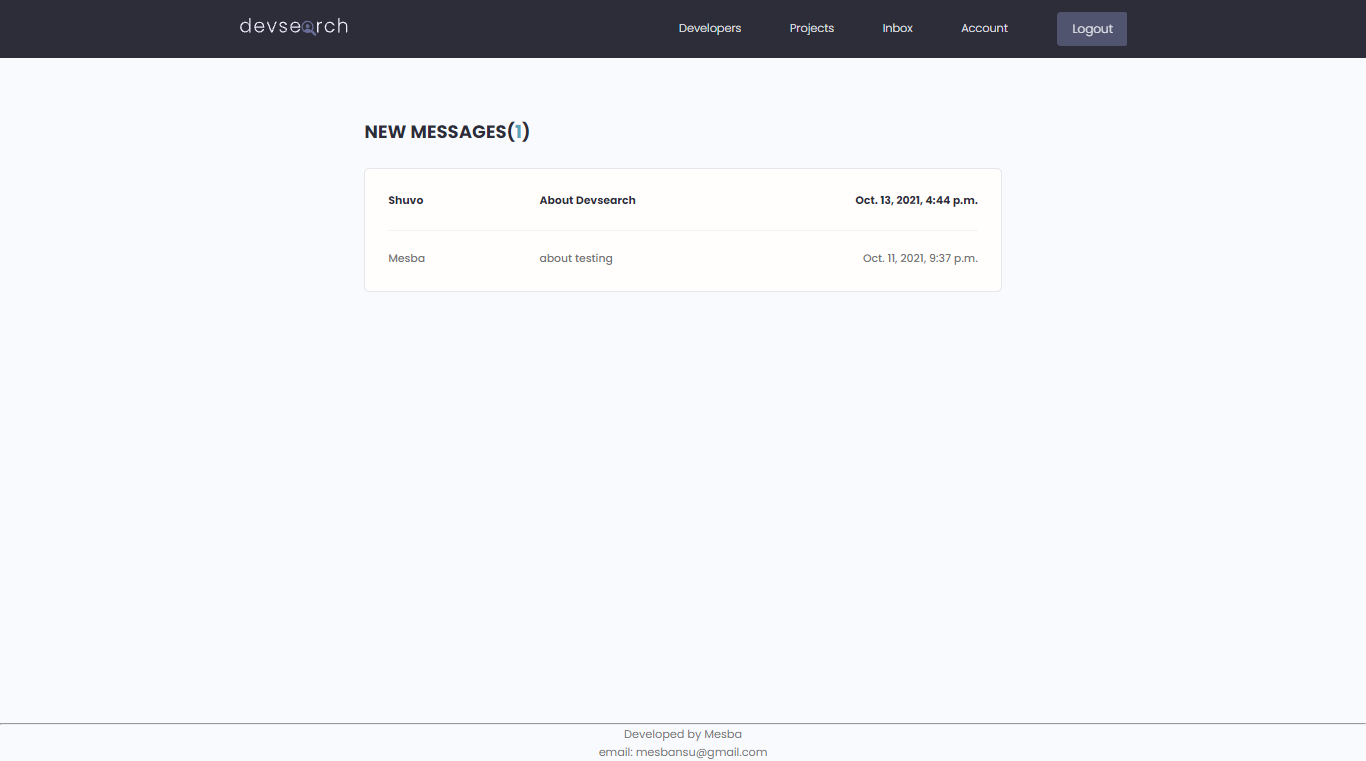 devsearch Developers Projects Inbox Account Logout
NEW MESSAGES(1)
Shuvo About Devsearch Oct. 13, 2021, 4:44 p.m.
Mesba about testing Oct. 11, 2021, 9:37 p.m.
Developed by Mesba
email: mesbansu@gmail.com